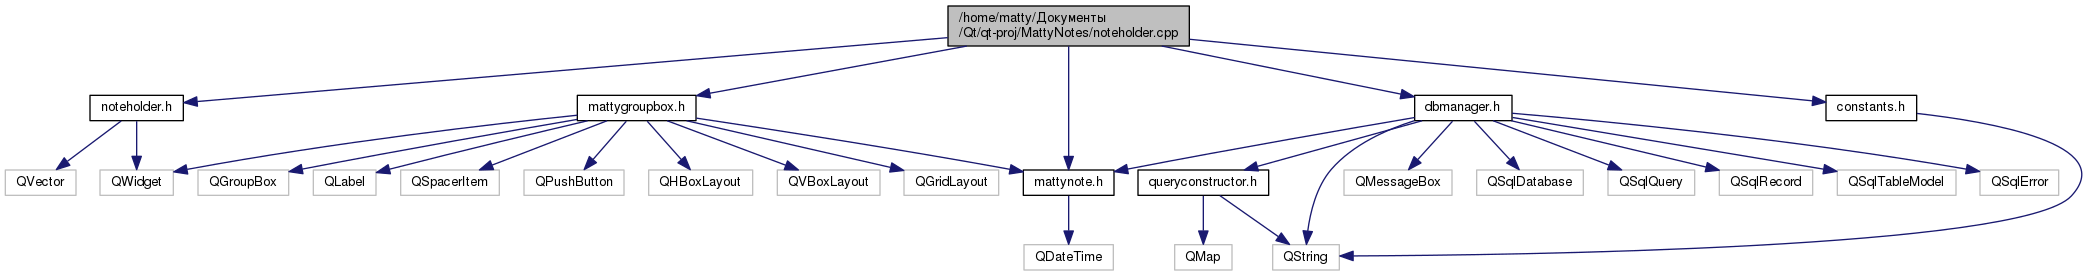 /home/matty/Документы
/Qt/qt-proj/MattyNotes/noteholder.cpp
noteholder.h
mattygroupbox.h
dbmanager.h
constants.h
QVector
QWidget
QGroupBox
QLabel
QSpacerItem
QPushButton
QHBoxLayout
QVBoxLayout
QGridLayout
mattynote.h
queryconstructor.h
QMessageBox
QSqlDatabase
QSqlQuery
QSqlRecord
QSqlTableModel
QSqlError
QDateTime
QMap
QString